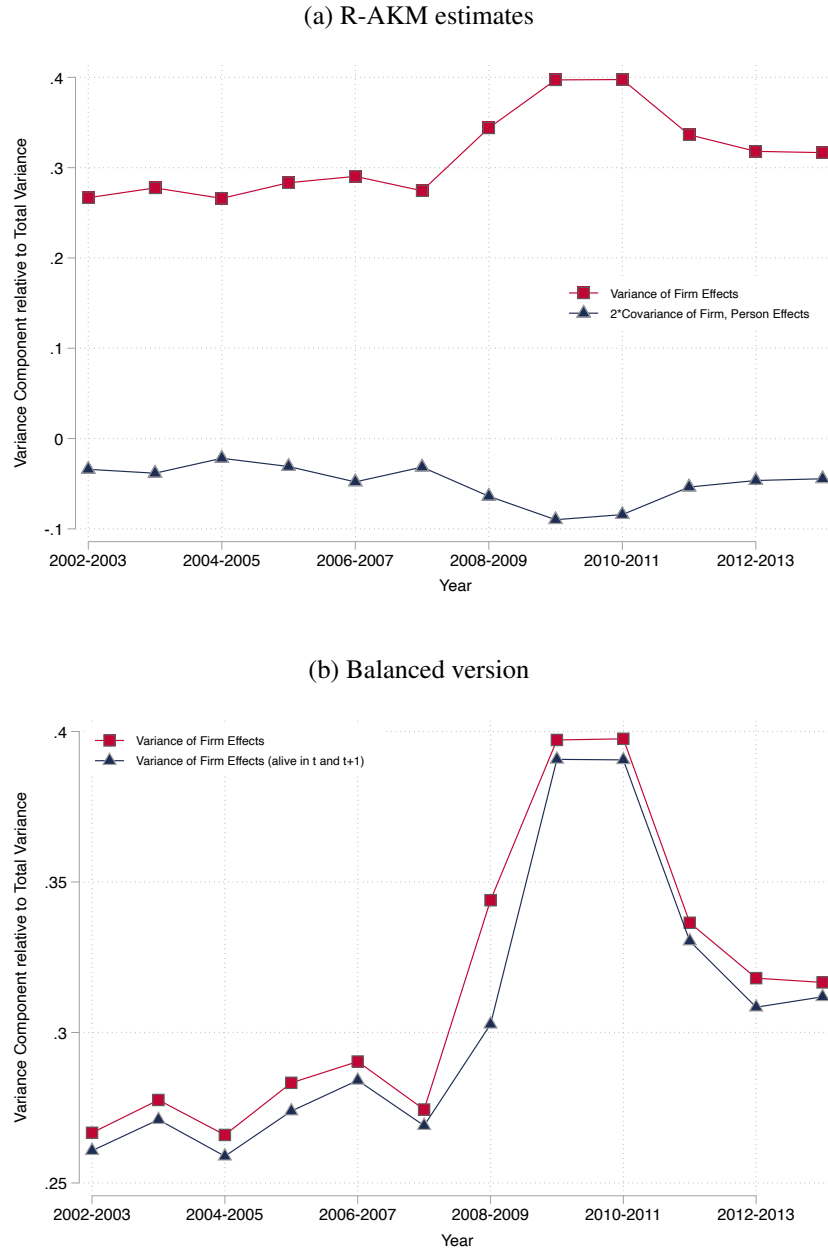 (a) R-AKM estimates
Variance Component relative to Total Variance
.4
.3
.2
.1
0
-.1
Variance of Firm Effects
2*Covariance of Firm, Person Effects
2002-2003
2004-2005
2006-2007
2008-2009
2010-2011
2012-2013
Year
(b) Balanced version
Variance Component relative to Total Variance
.4
.35
.3
.25
Variance of Firm Effects
Variance of Firm Effects (alive in t and t+1)
2002-2003
2004-2005
2006-2007
2008-2009
2010-2011
2012-2013
Year